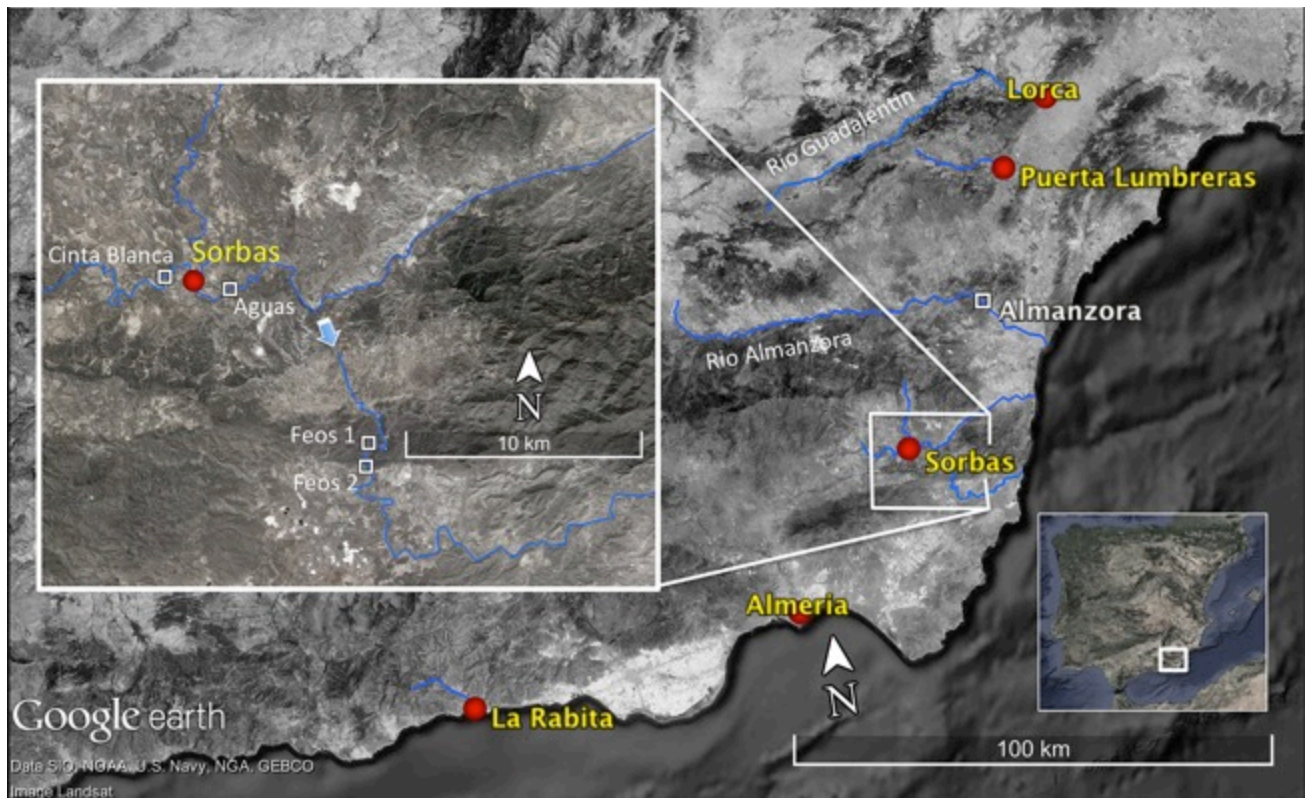 Lorca
Rio Guadalentin
Puerta Lumbreras
Cinta Blanca
Sorbas
Aguas
Almanzora
Rio Almanzora
N
Feos 1
10 km
Feos 2
Sorbas
Almeria
N
La Rabita
Google earth
100 km
Data SIO, NOAA, U.S. Navy, NGA, GEBCO
Image Landsat